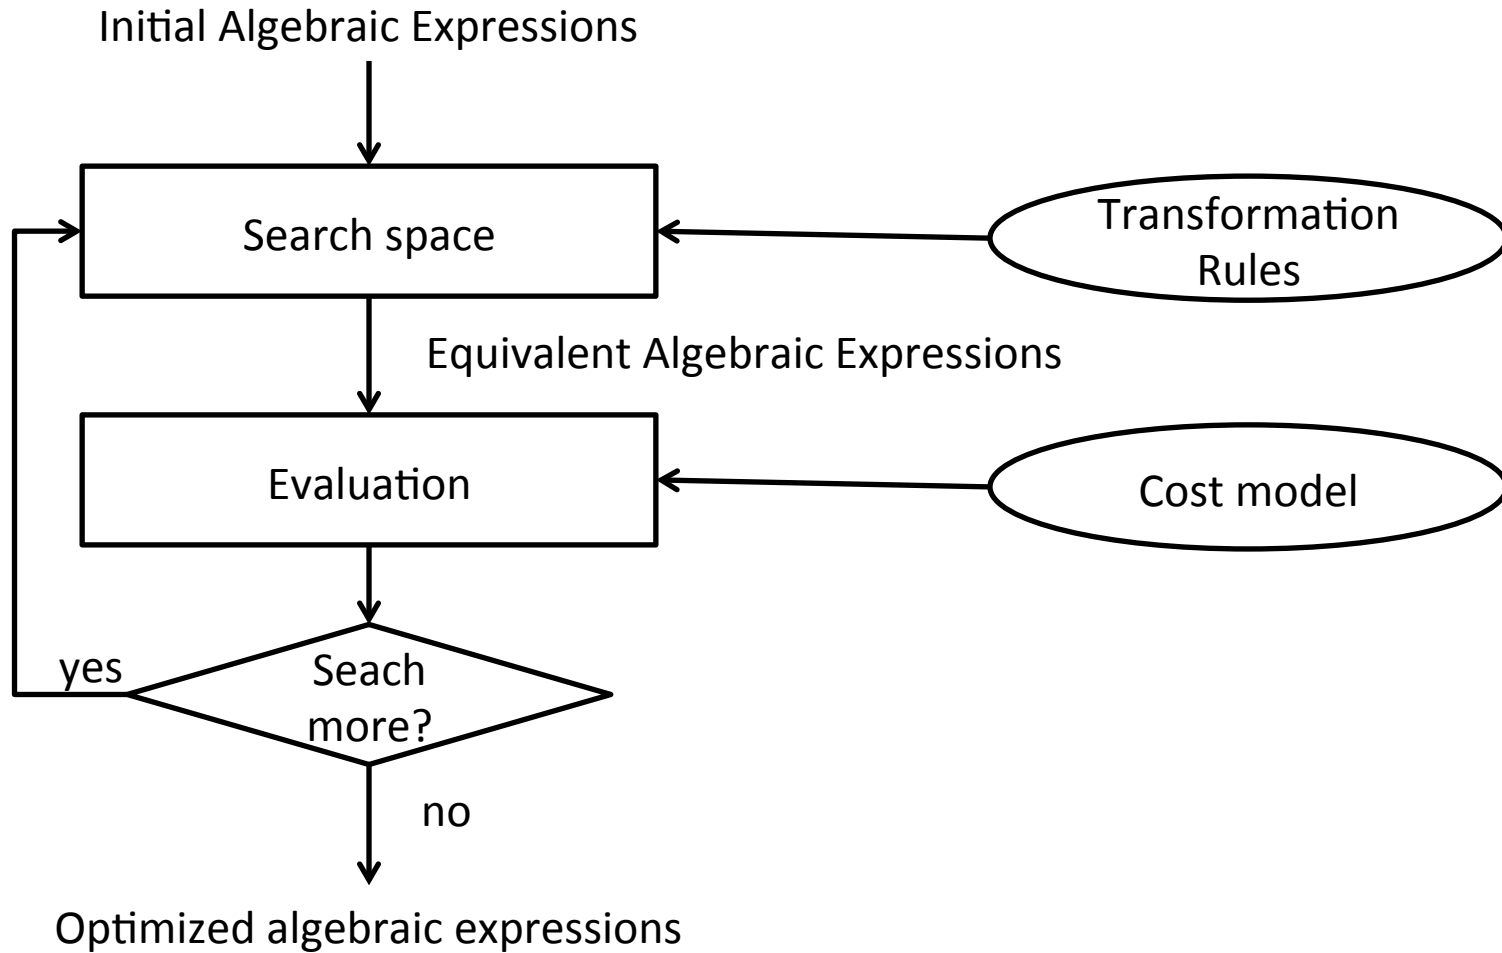 Initial Algebraic Expressions
Search space
Transformation
Rules
Equivalent Algebraic Expressions
Evaluation
Cost model
yes
Seach
more?
no
Optimized algebraic expressions